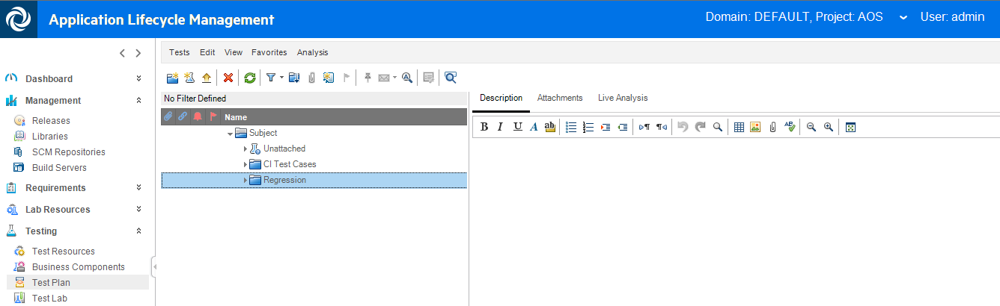 Application Lifecycle Management
Domain: DEFAULT, Project: AOS User: admin
Dashboard
Management
Releases
Libraries
SCM Repositories
Build Servers
Requirements
Lab Resources
Testing
Test Resources
Business Components
Test Plan
Test Lab
Tests Edit View Favorites Analysis
No Filter Defined
Name
Subject
Unattached
CI Test Cases
Regression
Description Attachments Live Analysis
B I U A ab